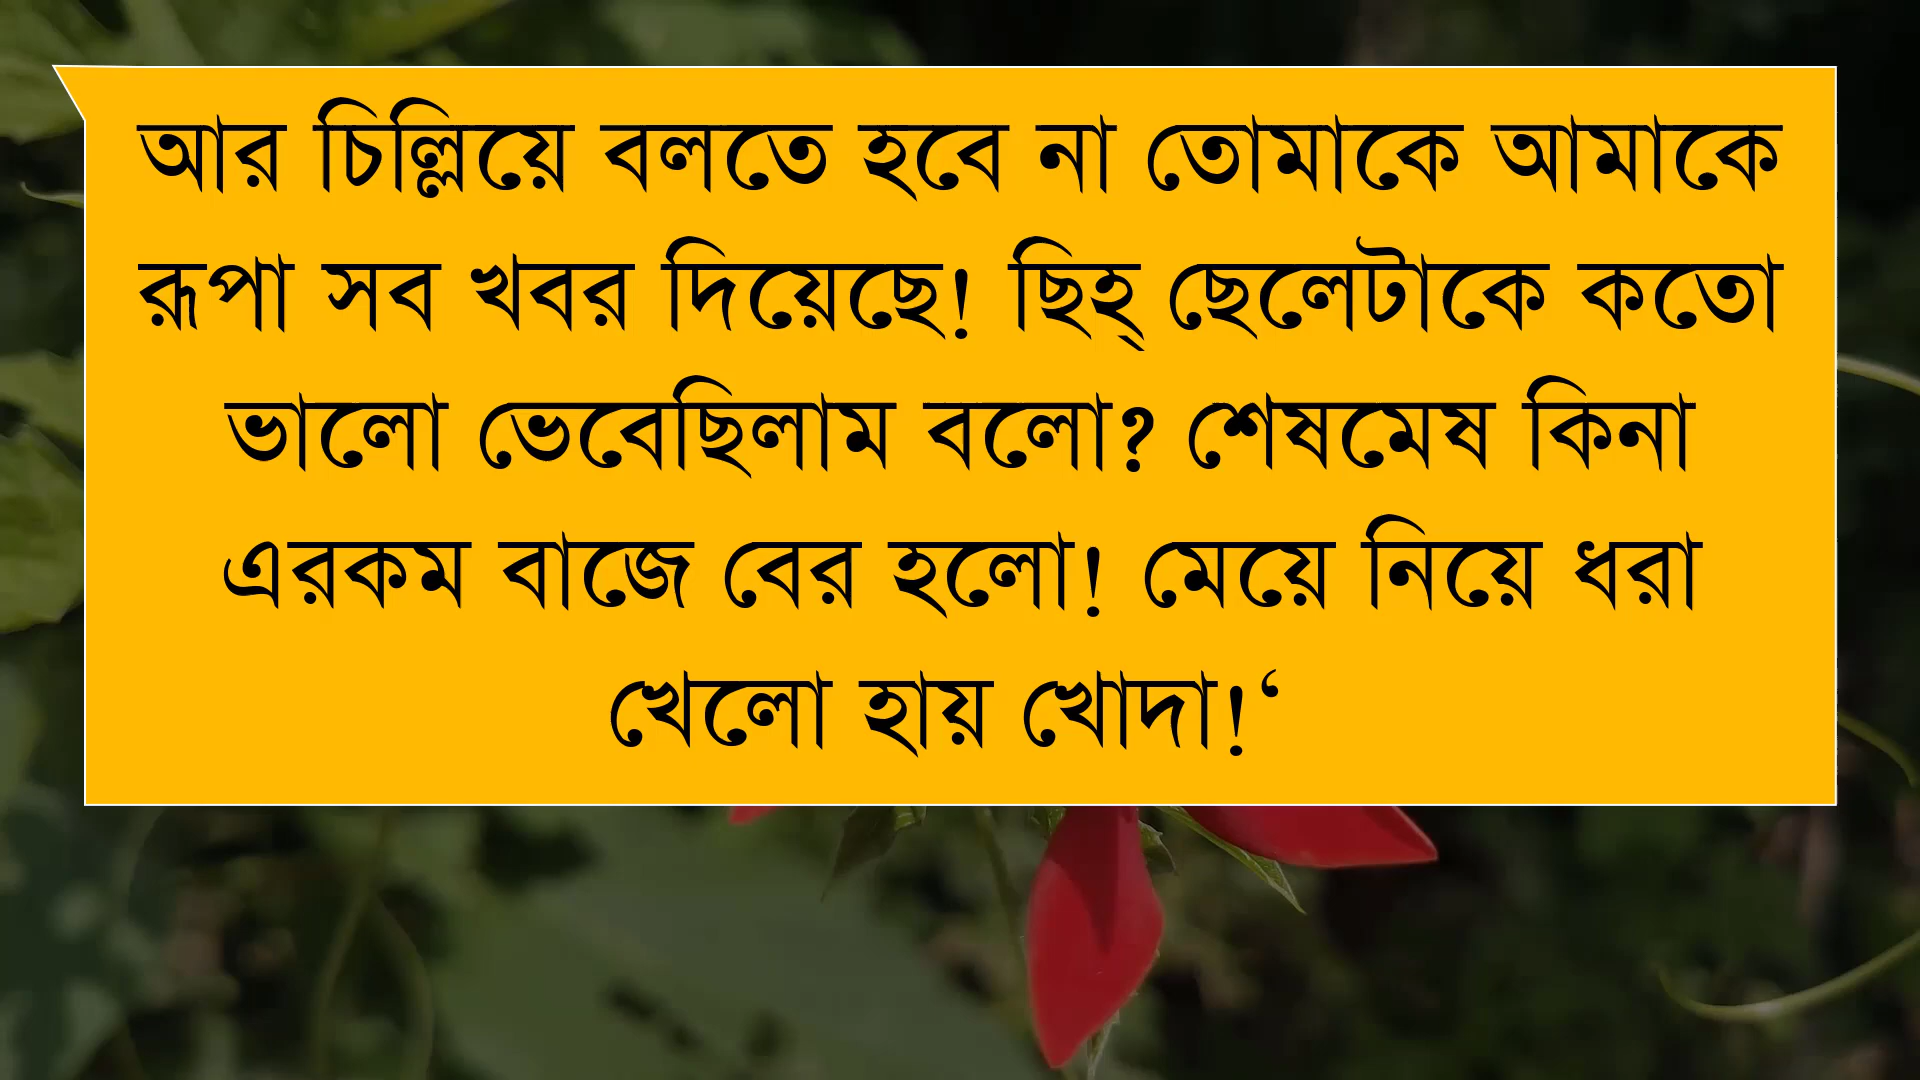 আর চিল্লিয়ে বলতে হবে না তোমাকে আমাকে
রূপা সব খবর দিয়েছে! ছিহ্ ছেলেটাকে কতো
ভালো ভেবেছিলাম বলো? শেষমেষ কিনা
এরকম বাজে বের হলো! মেয়ে নিয়ে ধরা
খেলো হায় খোদা!‘